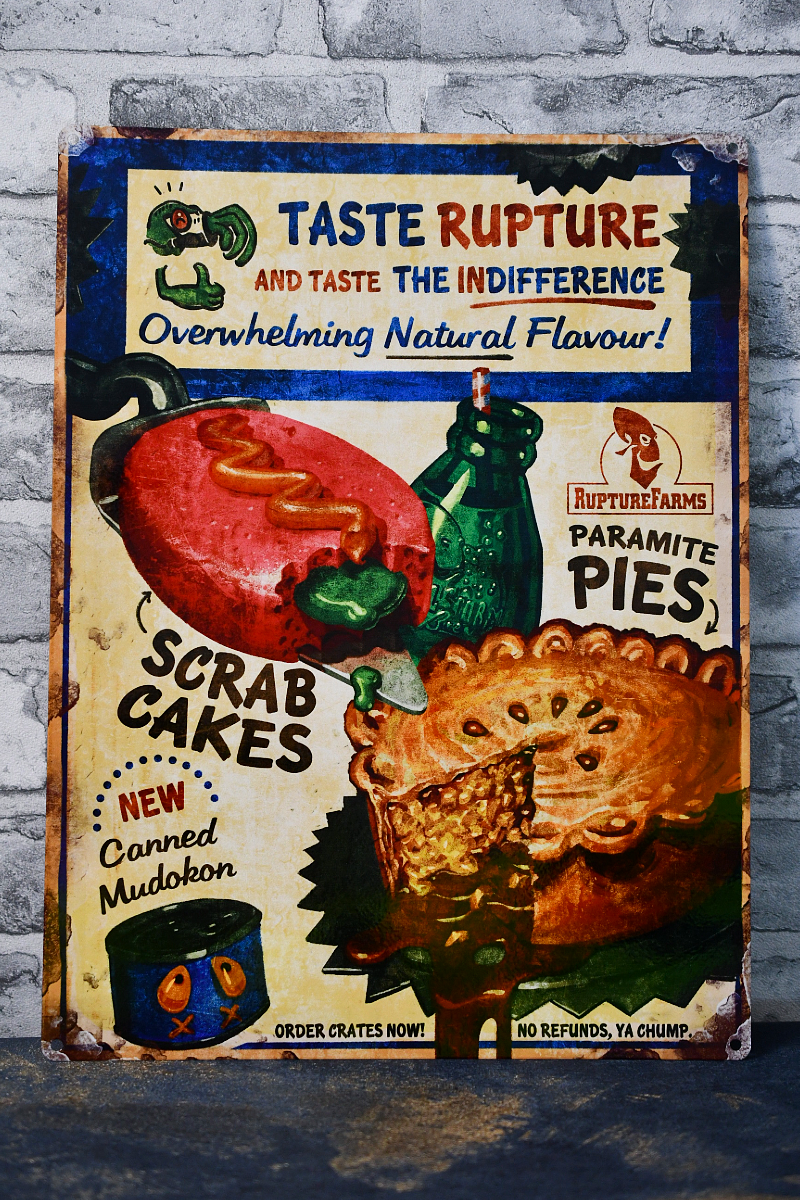 TASTE RUPTURE
AND TASTE THE INDIFFERENCE
Overwhelming Natural Flavour!
RUPTUREFARMS
PARAMITE
PIES
SCRAB
CAKES
NEW
Canned
Mudokon
ORDER CRATES NOW!
NO REFUNDS, YA CHUMP.